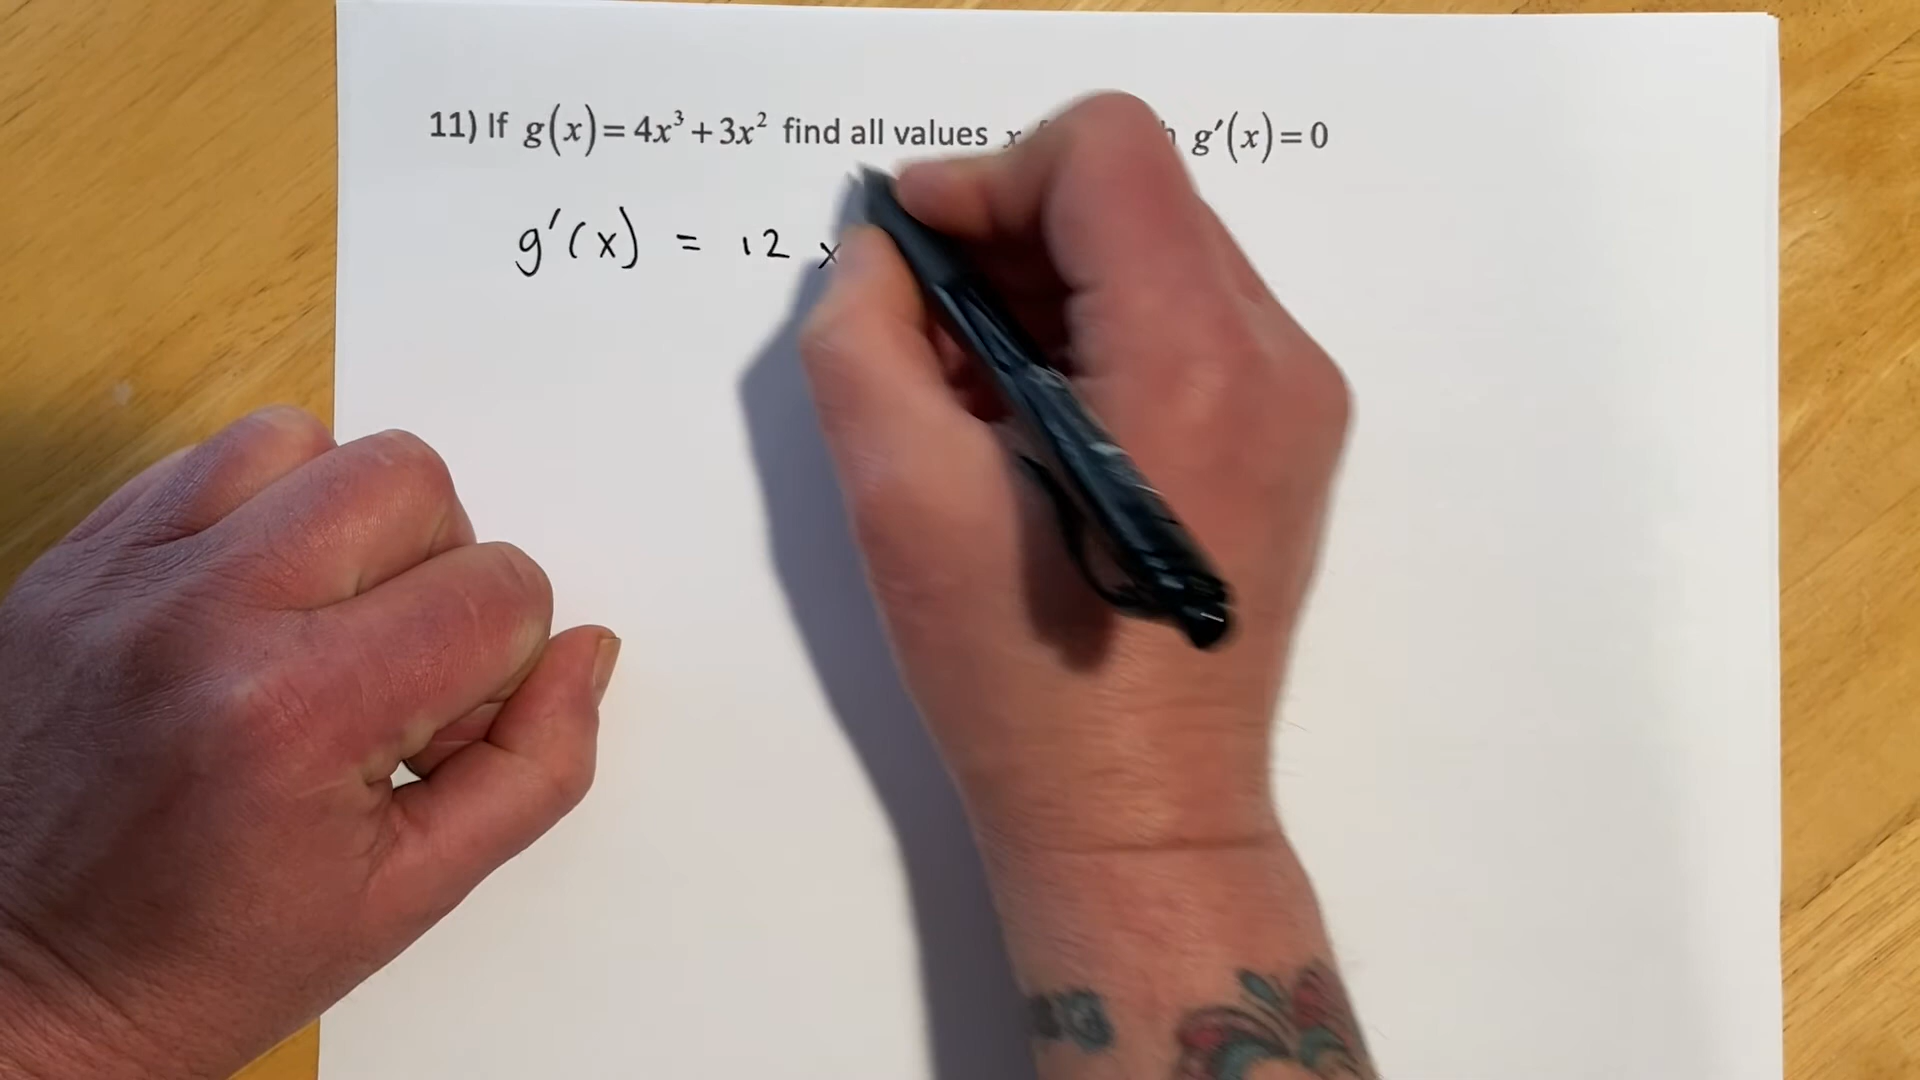 11) If g(x)=4x³+3x² find all values x g′(x)=0
g′(x) = 12 x